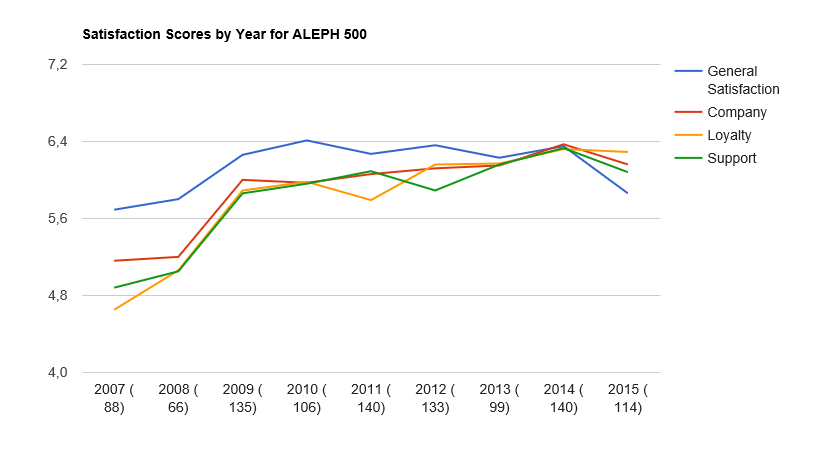 Satisfaction Scores by Year for ALEPH 500
7,2
6,4
5,6
4,8
4,0
2007 ( 2008 ( 2009 ( 2010 ( 2011 ( 2012 ( 2013 ( 2014 ( 2015 (
88) 66) 135) 106) 140) 133) 99) 140) 114)
General
Satisfaction
Company
Loyalty
Support